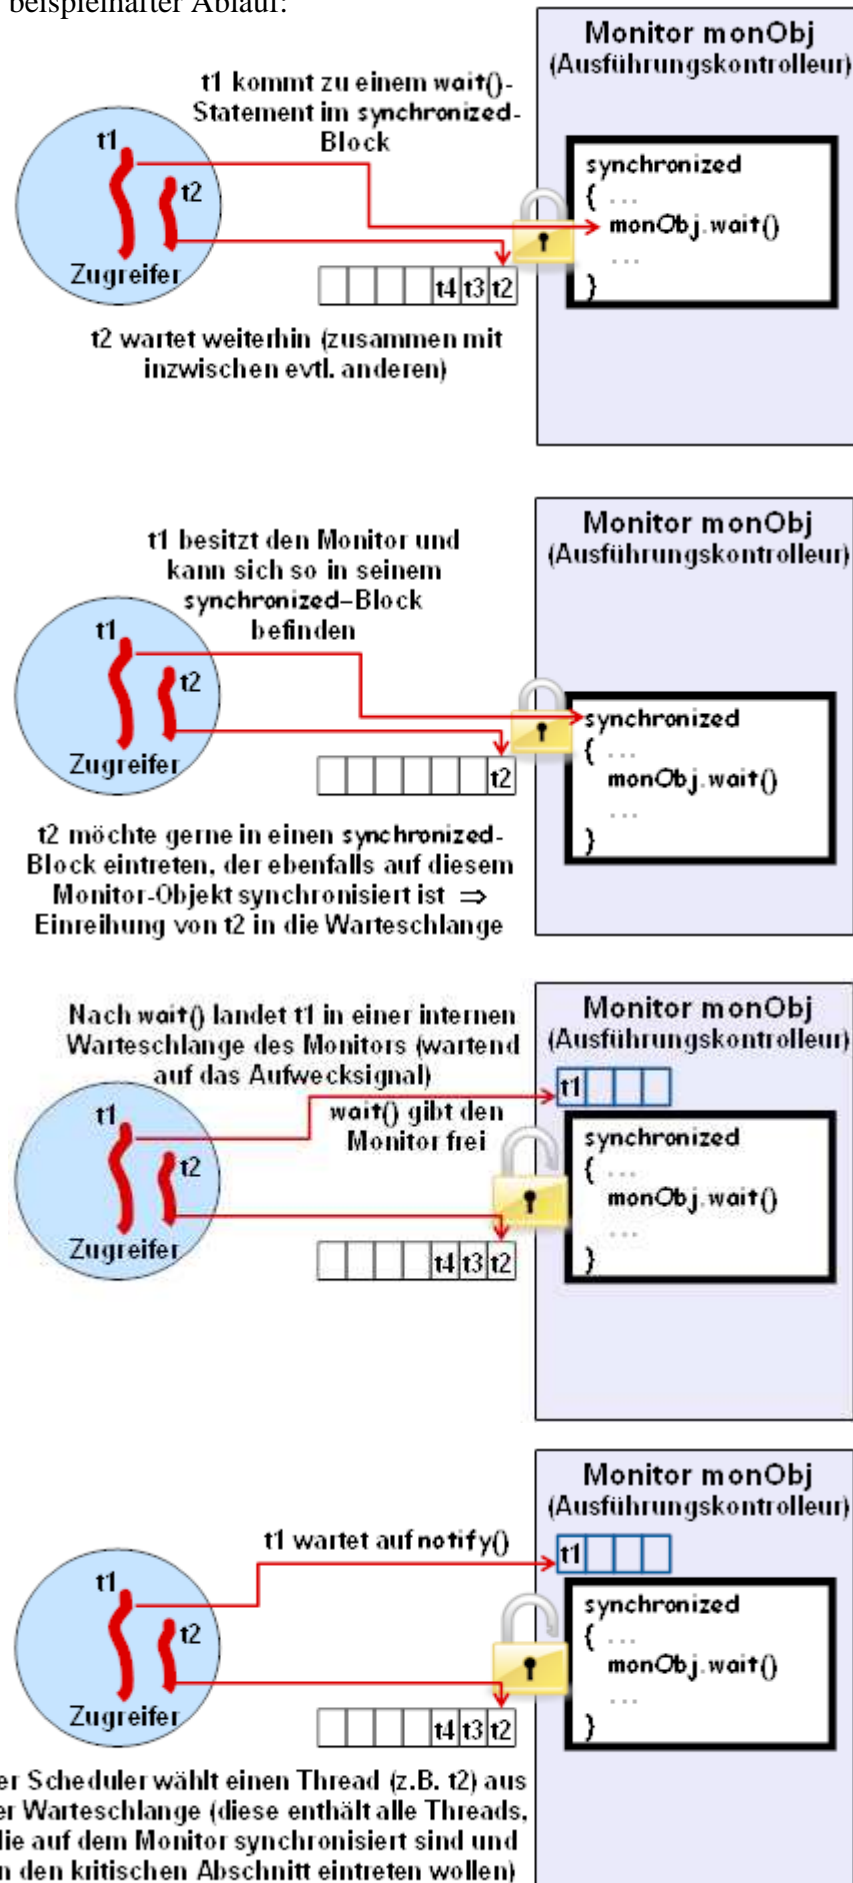 beispielhafter Ablauf:
Monitor monObj
(Ausführungskontrolleur)
t1 kommt zu einem wait()-
Statement im synchronized-
Block
t1
t2
Zugreifer
synchronized
{ ...
monObj.wait()
...
}
t4 t3 t2
t2 wartet weiterhin (zusammen mit
inzwischen evtl. anderen)
Monitor monObj
(Ausführungskontrolleur)
t1 besitzt den Monitor und
kann sich so in seinem
synchronized-Block
befinden
t1
t2
Zugreifer
synchronized
{ ...
monObj.wait()
...
}
t2
t2 möchte gerne in einen synchronized-
Block eintreten, der ebenfalls auf diesem
Monitor-Objekt synchronisiert ist ⇒
Einreihung von t2 in die Warteschlange
Monitor monObj
(Ausführungskontrolleur)
Nach wait() landet t1 in einer internen
Warteschlange des Monitors (wartend
auf das Aufwecksignal)
t1
wait() gibt den
Monitor frei
t1
t2
Zugreifer
synchronized
{ ...
monObj.wait()
...
}
t4 t3 t2
Monitor monObj
(Ausführungskontrolleur)
t1 wartet auf notify()
t1
t1
t2
Zugreifer
synchronized
{ ...
monObj.wait()
...
}
t4 t3 t2
er Scheduler wählt einen Thread (z.B. t2) aus
er Warteschlange (diese enthält alle Threads,
die auf dem Monitor synchronisiert sind und
n den kritischen Abschnitt eintreten wollen)